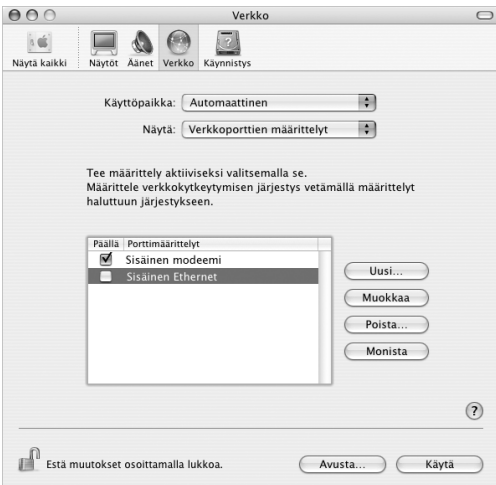 Verkko
Näytä kaikki Näytöt Äänet Verkko Käynnistys
Käyttöpaikka: Automaattinen
Näytä: Verkkoporttien määrittelyt
Tee määrittely aktiiviseksi valitsemalla se.
Määrittele verkkokytkeytymisen järjestys vetämällä määrittelyt
haluttuun järjestykseen.
Päällä Porttimäärittelyt
Sisäinen modeemi
Sisäinen Ethernet
Uusi...
Muokkaa
Poista...
Monista
?
Estä muutokset osoittamalla lukkoa.
Avusta... Käytä